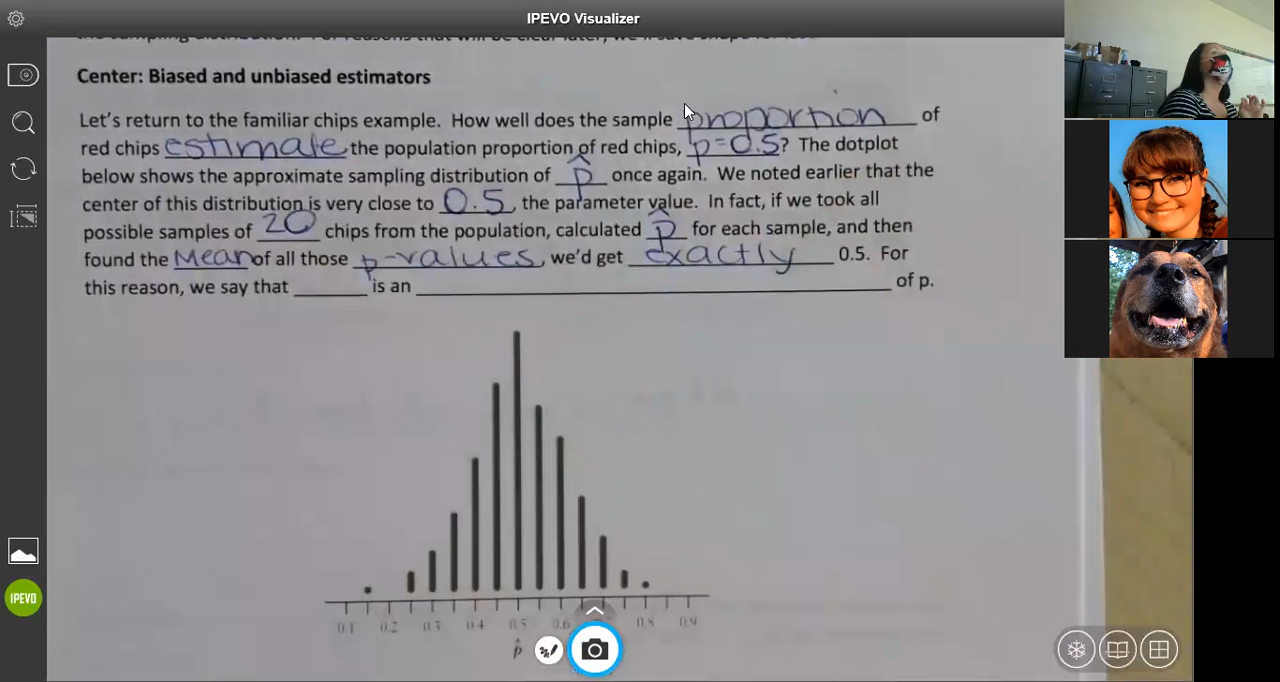 IPEVO Visualizer
Center: Biased and unbiased estimators
Let's return to the familiar chips example. How well does the sample proportion of
red chips estimate the population proportion of red chips, p=0.5? The dotplot
below shows the approximate sampling distribution of p̂ once again. We noted earlier that the
center of this distribution is very close to 0.5, the parameter value. In fact, if we took all
possible samples of 20 chips from the population, calculated p̂ for each sample, and then
found the Mean of all those p-values, we'd get exactly 0.5. For
this reason, we say that ______ is an ______ of p.
0.1 0.2 0.3 0.4 0.5 0.6 0.8 0.9
p̂
IPEVO